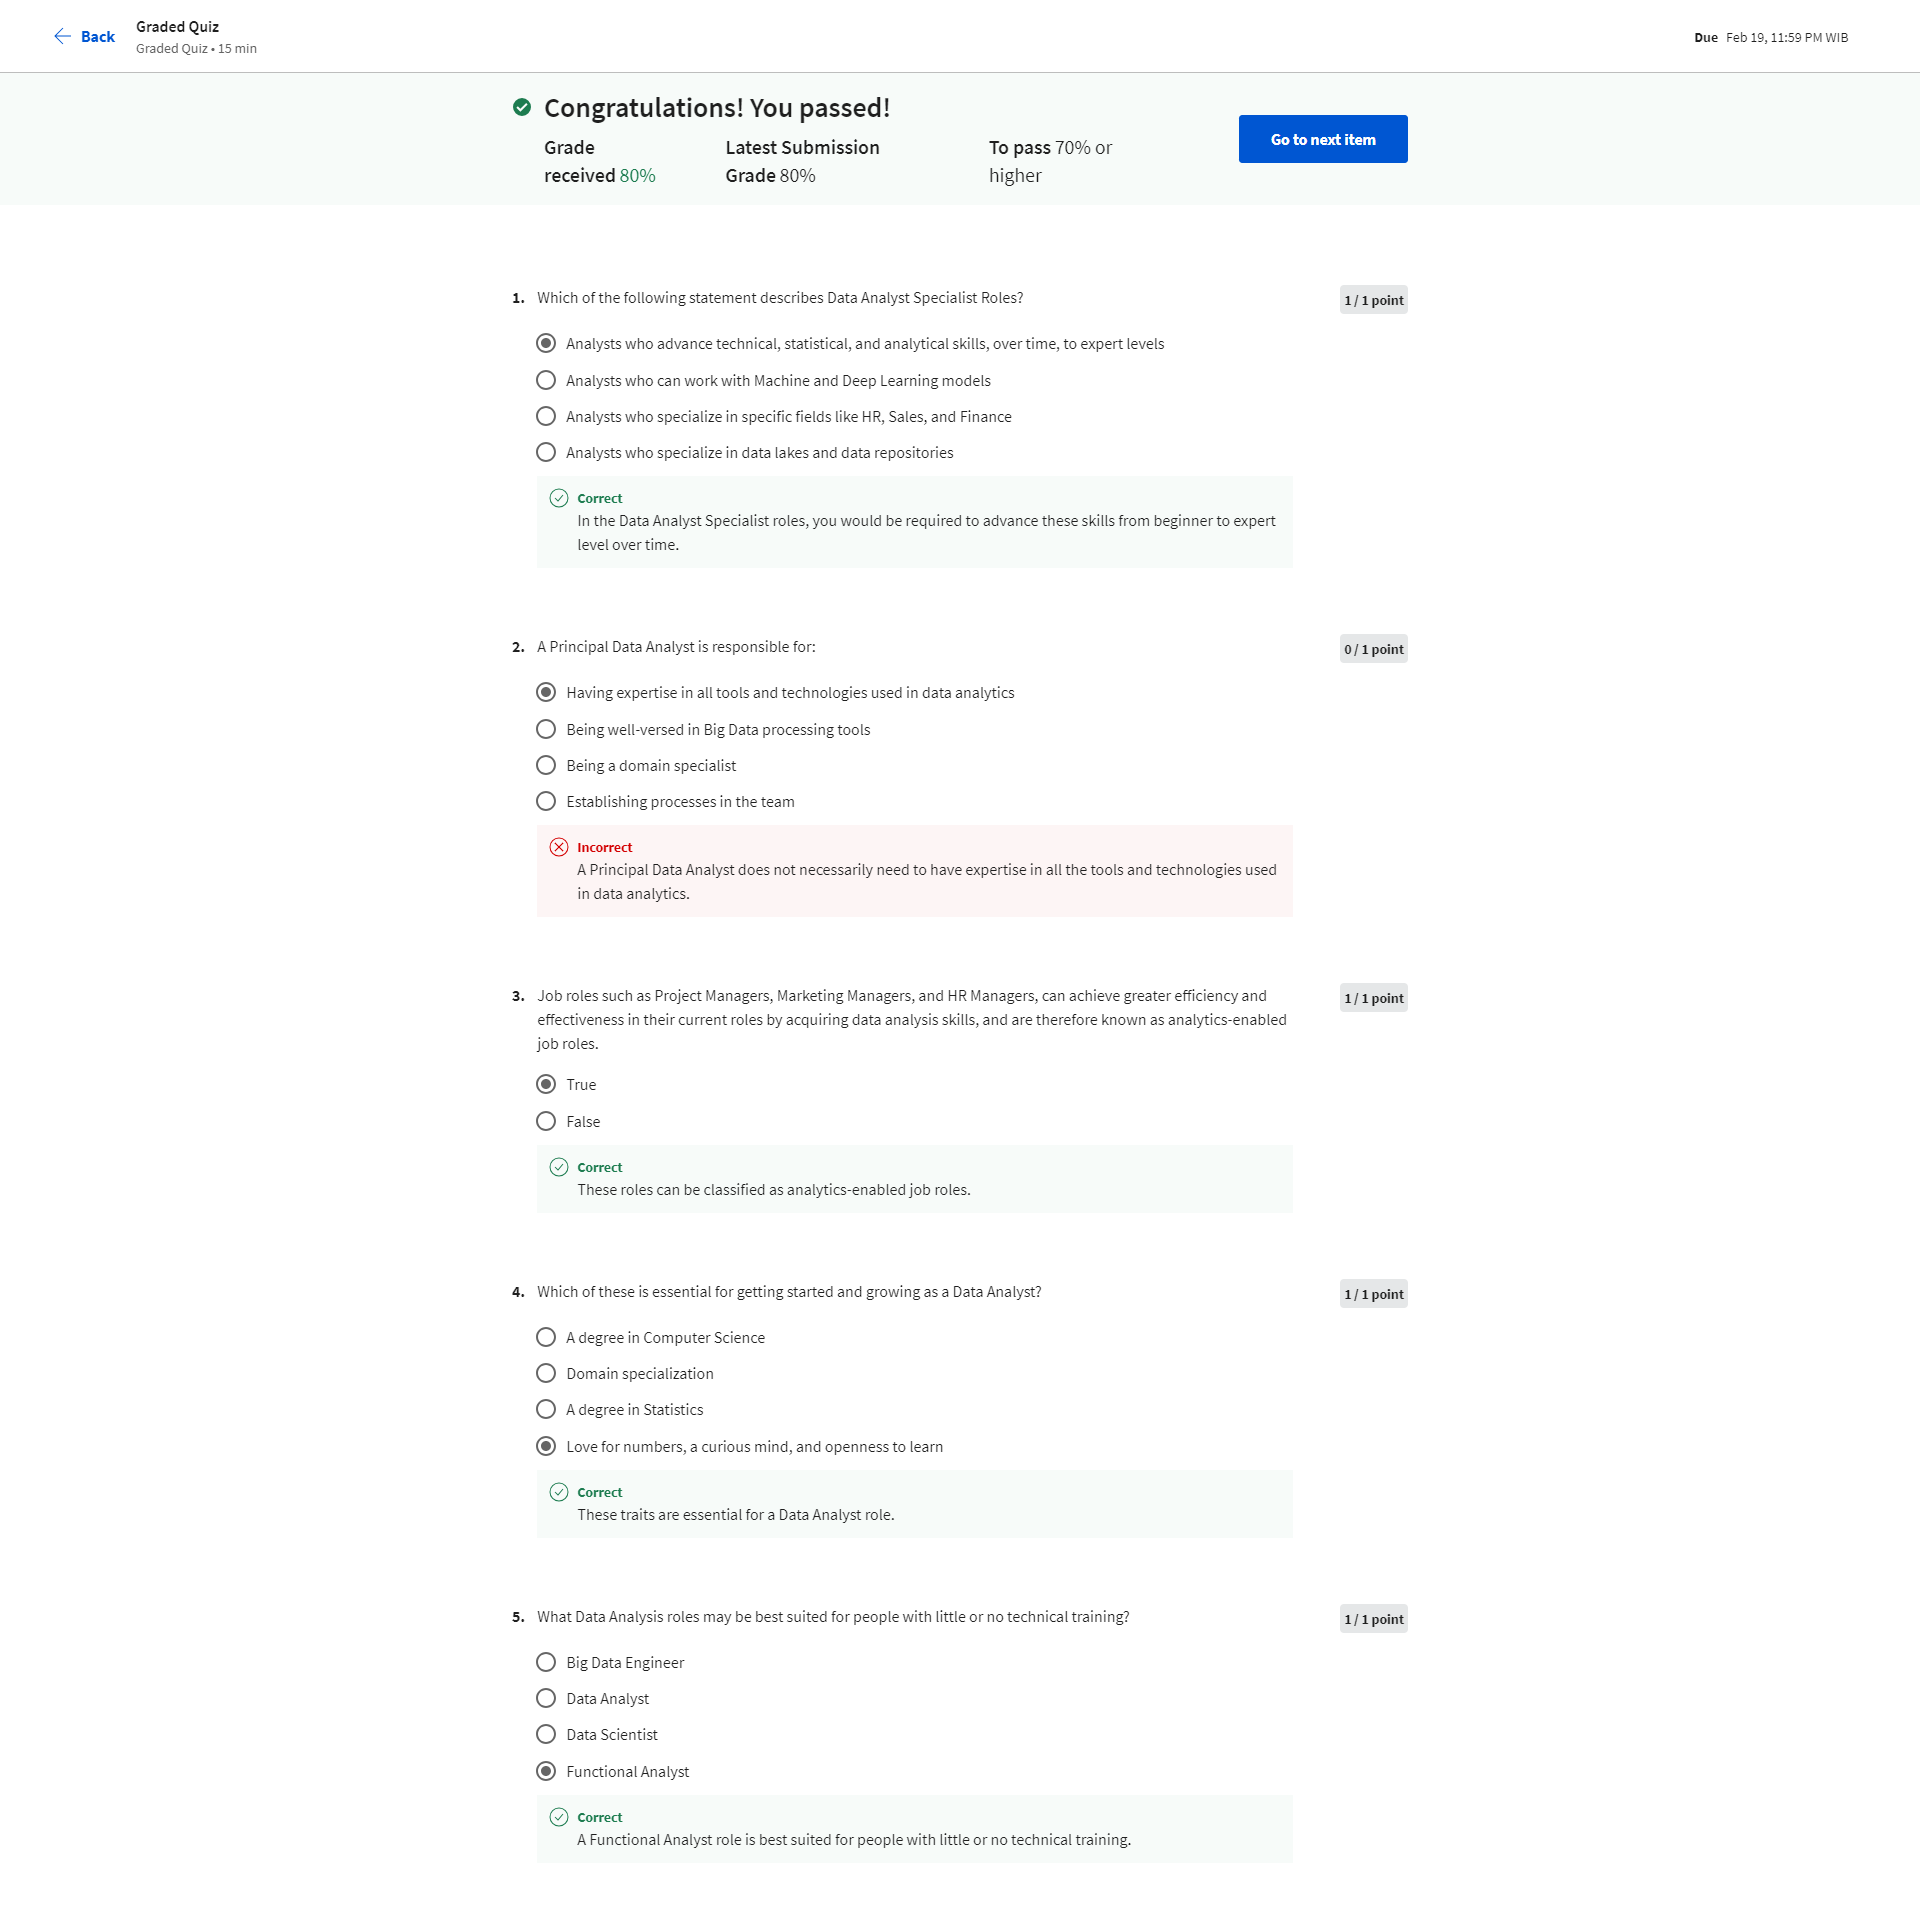 Back
Graded Quiz
Graded Quiz • 15 min
Due Feb 19, 11:59 PM WIB
Congratulations! You passed!
Grade
received 80%
Latest Submission
Grade 80%
To pass 70% or
higher
Go to next item
1. Which of the following statement describes Data Analyst Specialist Roles?
1 / 1 point
Analysts who advance technical, statistical, and analytical skills, over time, to expert levels
Analysts who can work with Machine and Deep Learning models
Analysts who specialize in specific fields like HR, Sales, and Finance
Analysts who specialize in data lakes and data repositories
Correct
In the Data Analyst Specialist roles, you would be required to advance these skills from beginner to expert
level over time.
2. A Principal Data Analyst is responsible for:
0 / 1 point
Having expertise in all tools and technologies used in data analytics
Being well-versed in Big Data processing tools
Being a domain specialist
Establishing processes in the team
Incorrect
A Principal Data Analyst does not necessarily need to have expertise in all the tools and technologies used
in data analytics.
3. Job roles such as Project Managers, Marketing Managers, and HR Managers, can achieve greater efficiency and
effectiveness in their current roles by acquiring data analysis skills, and are therefore known as analytics-enabled
job roles.
1 / 1 point
True
False
Correct
These roles can be classified as analytics-enabled job roles.
4. Which of these is essential for getting started and growing as a Data Analyst?
1 / 1 point
A degree in Computer Science
Domain specialization
A degree in Statistics
Love for numbers, a curious mind, and openness to learn
Correct
These traits are essential for a Data Analyst role.
5. What Data Analysis roles may be best suited for people with little or no technical training?
1 / 1 point
Big Data Engineer
Data Analyst
Data Scientist
Functional Analyst
Correct
A Functional Analyst role is best suited for people with little or no technical training.